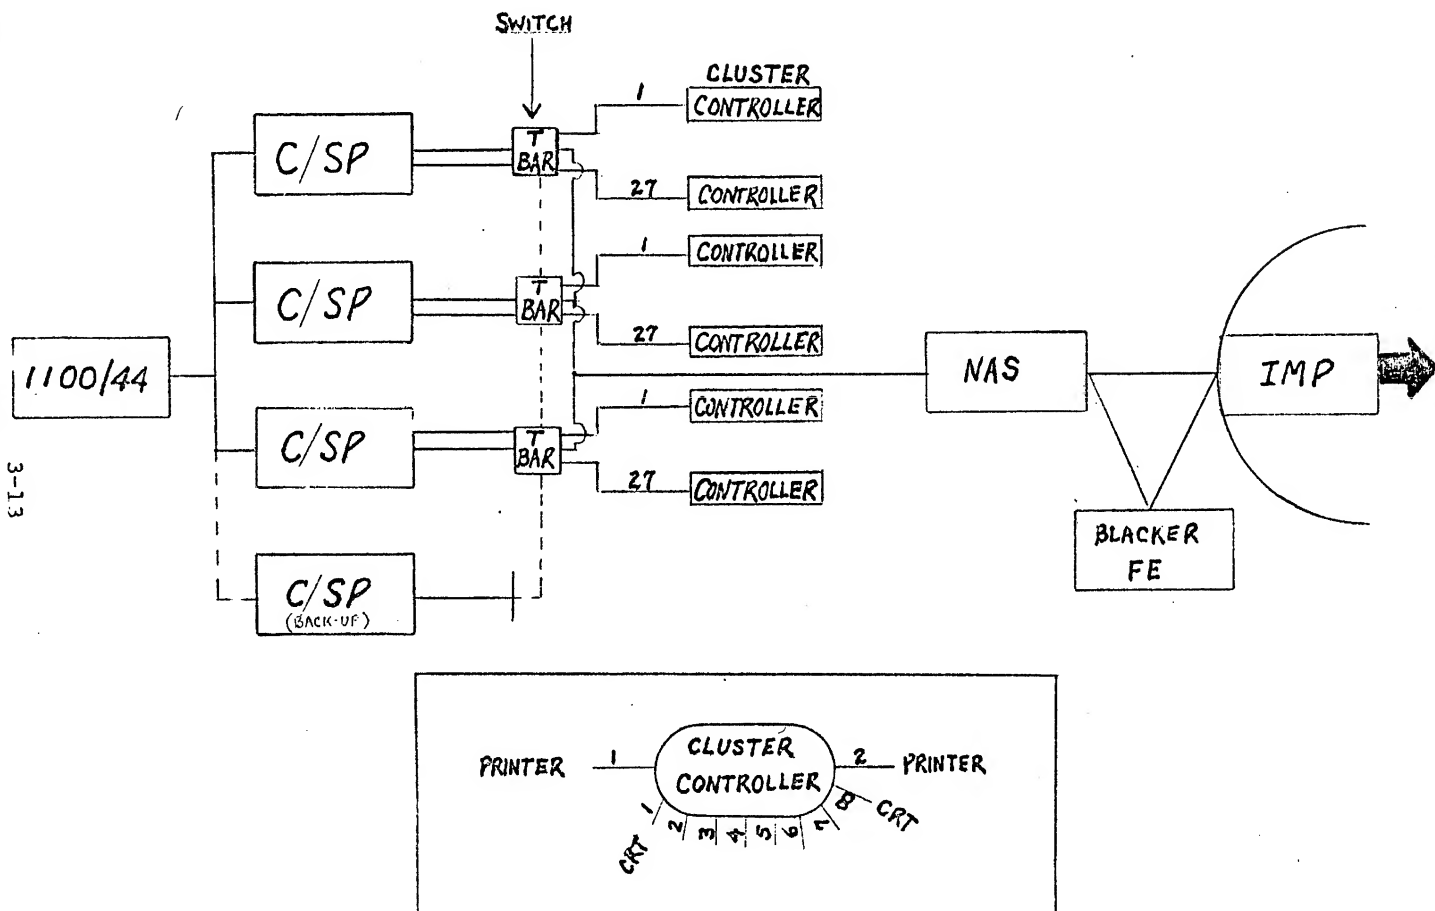 SWITCH
CLUSTER
1
CONTROLLER
C/SP
T
BAR
27
CONTROLLER
1
CONTROLLER
C/SP
T
BAR
27
CONTROLLER
1100/44
NAS
IMP
1
CONTROLLER
C/SP
T
BAR
27
CONTROLLER
3-13
BLACKER
FE
C/SP
(BACK-UP)
PRINTER
1
CLUSTER
CONTROLLER
2
PRINTER
CRT
1
2
3
4
5
6
7
8
CRT